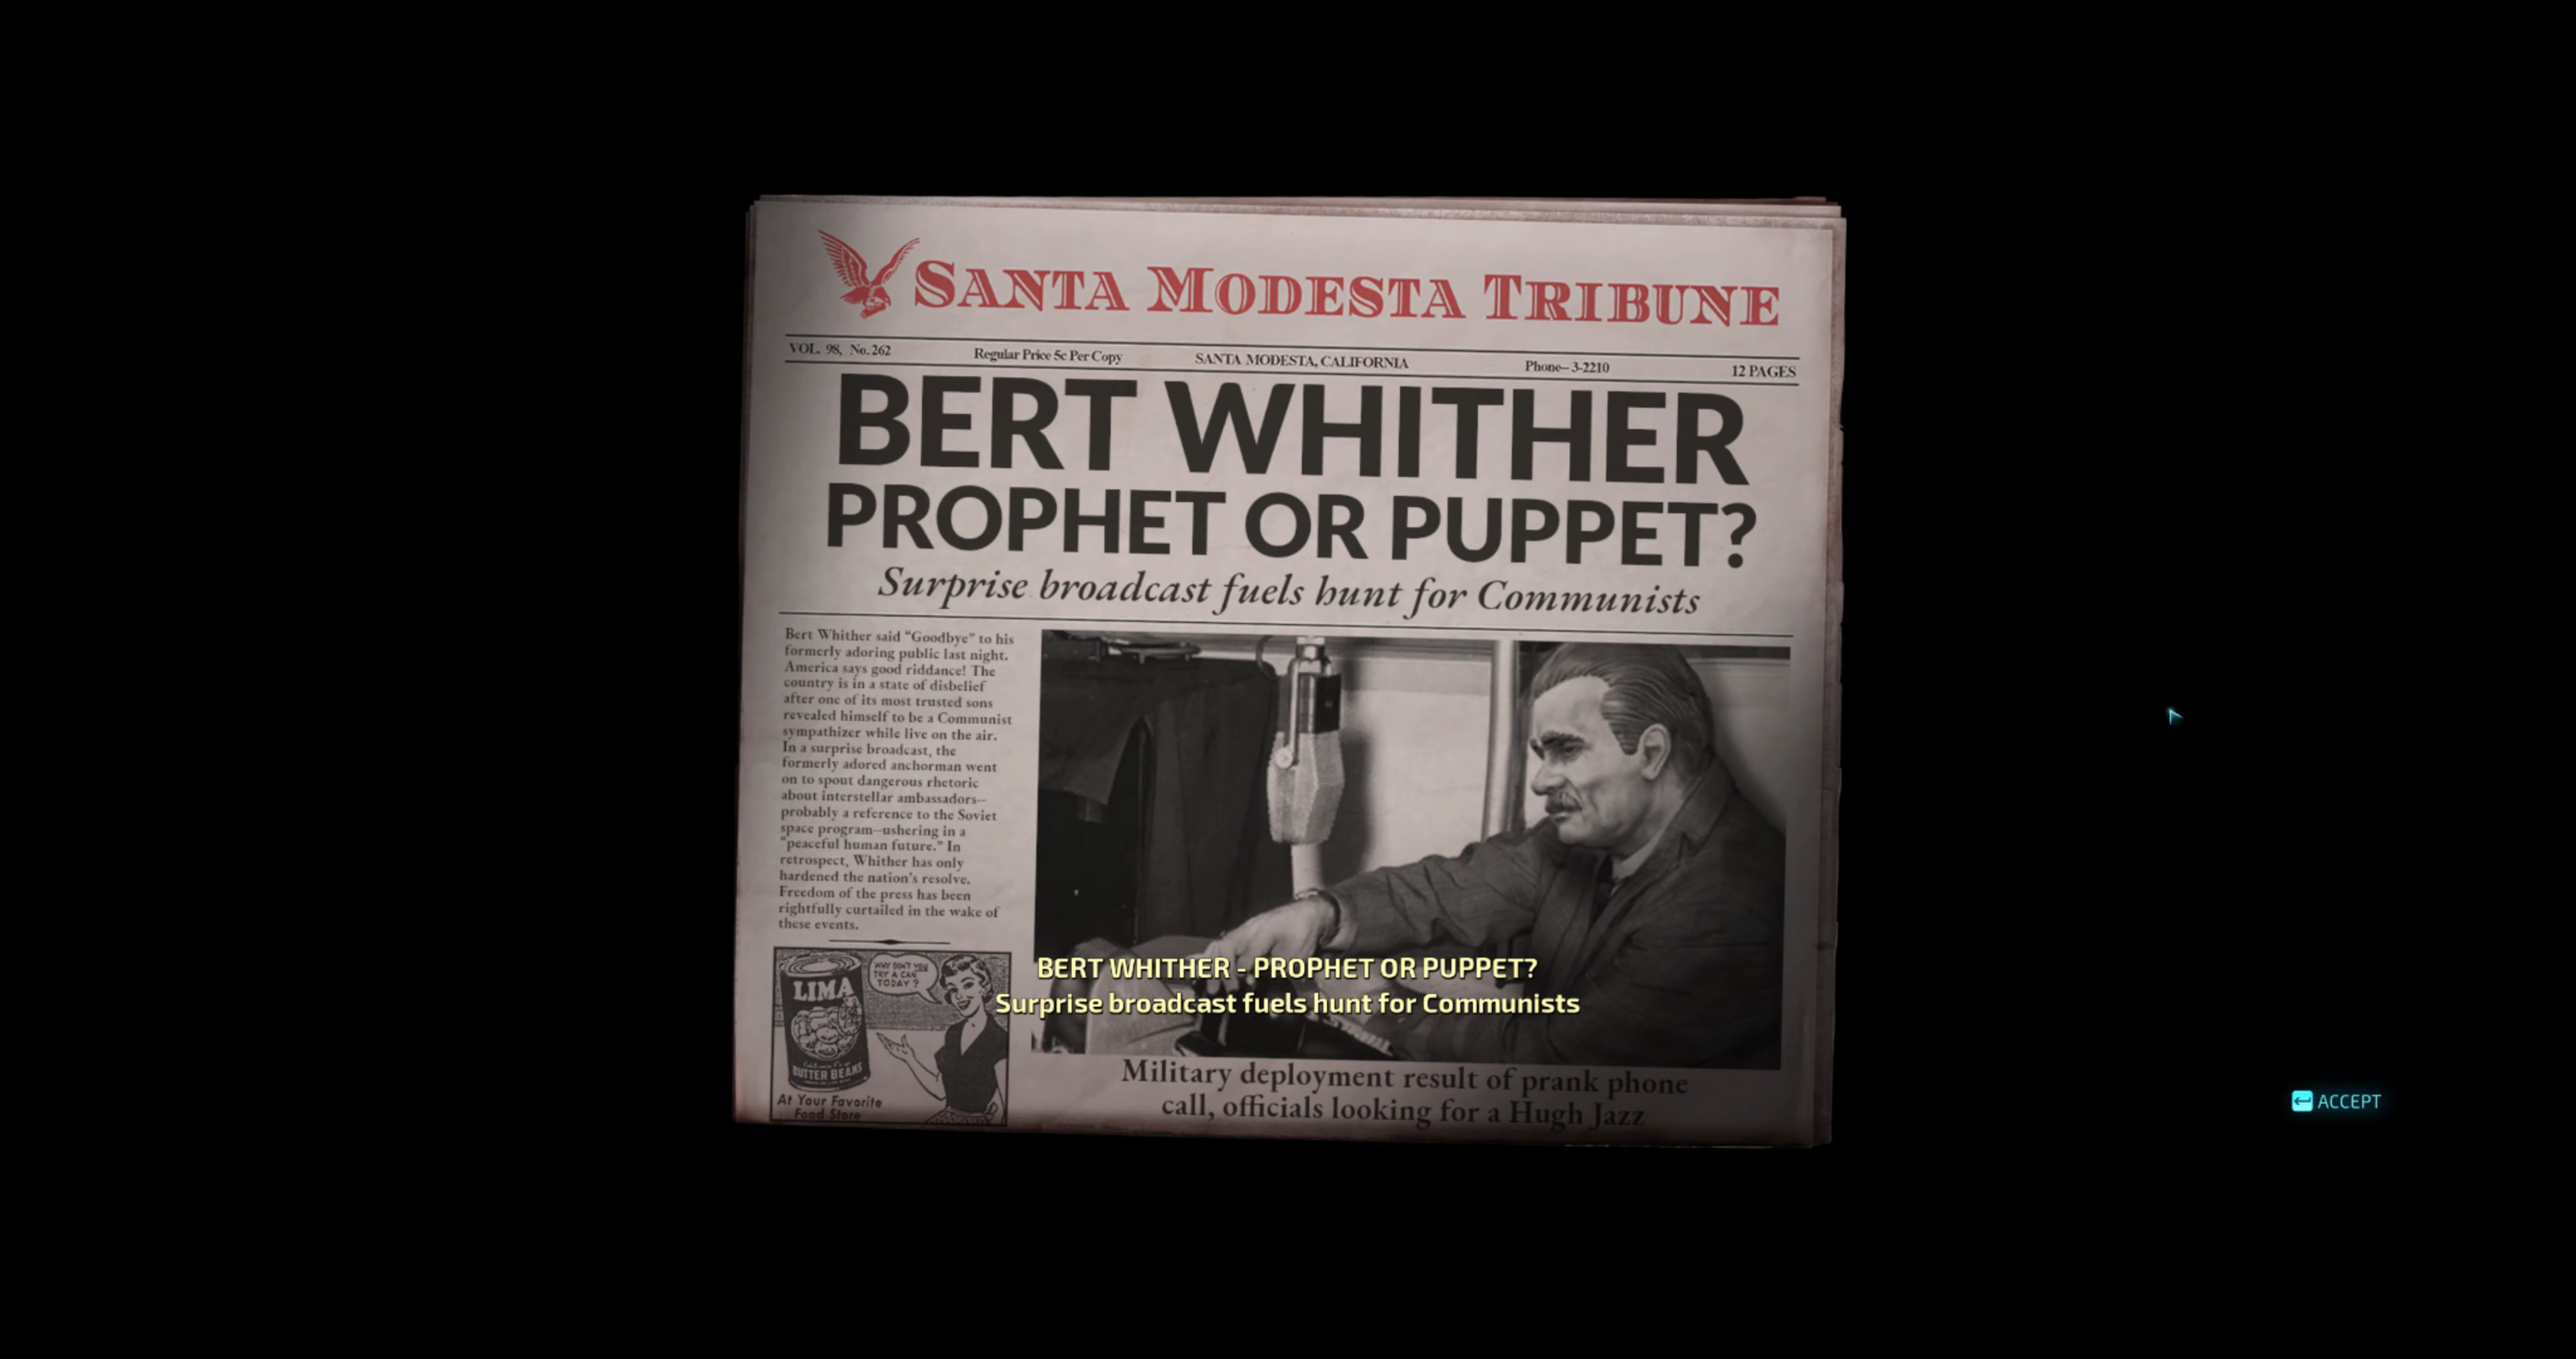 SANTA MODESTA TRIBUNE
VOL. 98, No. 262 Regular Price 5c Per Copy SANTA MODESTA, CALIFORNIA Phone– 3-2210 12 PAGES
BERT WHITHER
PROPHET OR PUPPET?
Surprise broadcast fuels hunt for Communists
Bert Whither said “Goodbye” to his
formerly adoring public last night.
America says good riddance! The
country is in a state of disbelief
after one of its most trusted sons
revealed himself to be a Communist
sympathizer while live on the air.
In a surprise broadcast, the
formerly adored anchorman went
on to spout dangerous rhetoric
about interstellar ambassadors--
probably a reference to the Soviet
space program--ushering in a
“peaceful human future.” In
retrospect, Whither has only
hardened the nation's resolve.
Freedom of the press has been
rightfully curtailed in the wake of
these events.
LIMA
BUTTER BEANS
WHY DON'T YOU
TRY A CAN
TODAY?
At Your Favorite
Food Store
BERT WHITHER - PROPHET OR PUPPET?
Surprise broadcast fuels hunt for Communists
Military deployment result of prank phone
call, officials looking for a Hugh Jazz
ACCEPT